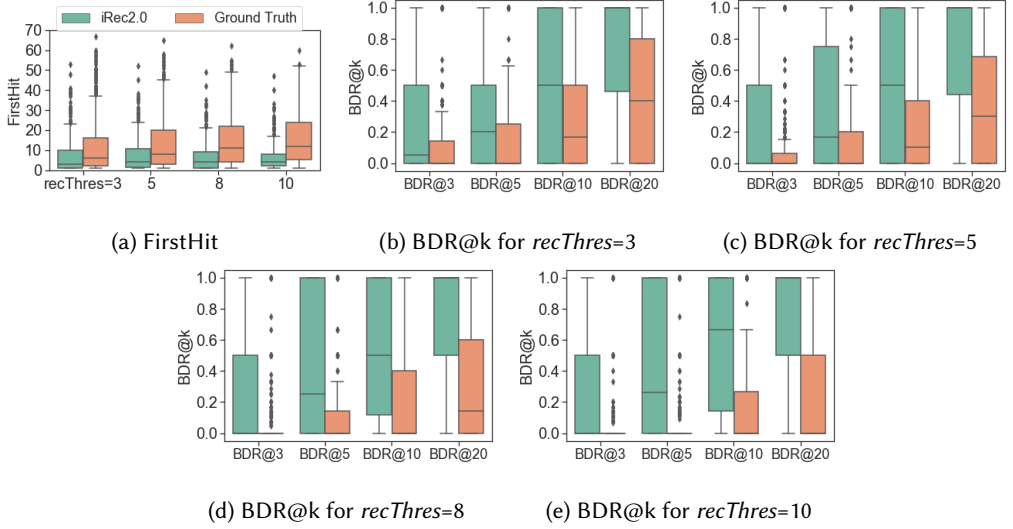 iRec2.0 Ground Truth
FirstHit
70
60
50
40
30
20
10
0
recThres=3 5 8 10
(a) FirstHit
BDR@k
1.0
0.8
0.6
0.4
0.2
0.0
BDR@3 BDR@5 BDR@10 BDR@20
(b) BDR@k for recThres=3
BDR@k
1.0
0.8
0.6
0.4
0.2
0.0
BDR@3 BDR@5 BDR@10 BDR@20
(c) BDR@k for recThres=5
BDR@k
1.0
0.8
0.6
0.4
0.2
0.0
BDR@3 BDR@5 BDR@10 BDR@20
(d) BDR@k for recThres=8
BDR@k
1.0
0.8
0.6
0.4
0.2
0.0
BDR@3 BDR@5 BDR@10 BDR@20
(e) BDR@k for recThres=10